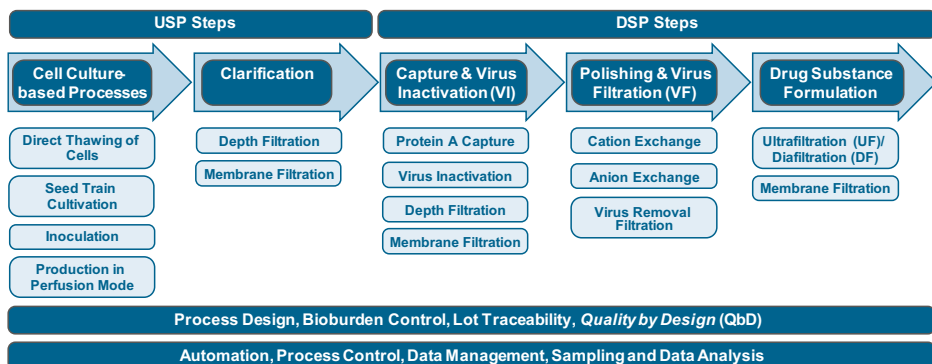 USP Steps
DSP Steps
Cell Culture-
based Processes
Clarification
Capture & Virus
Inactivation (VI)
Polishing & Virus
Filtration (VF)
Drug Substance
Formulation
Direct Thawing of
Cells
Seed Train
Cultivation
Inoculation
Production in
Perfusion Mode
Depth Filtration
Membrane Filtration
Protein A Capture
Virus Inactivation
Depth Filtration
Membrane Filtration
Cation Exchange
Anion Exchange
Virus Removal
Filtration
Ultrafiltration (UF)/
Diafiltration (DF)
Membrane Filtration
Process Design, Bioburden Control, Lot Traceability, Quality by Design (QbD)
Automation, Process Control, Data Management, Sampling and Data Analysis